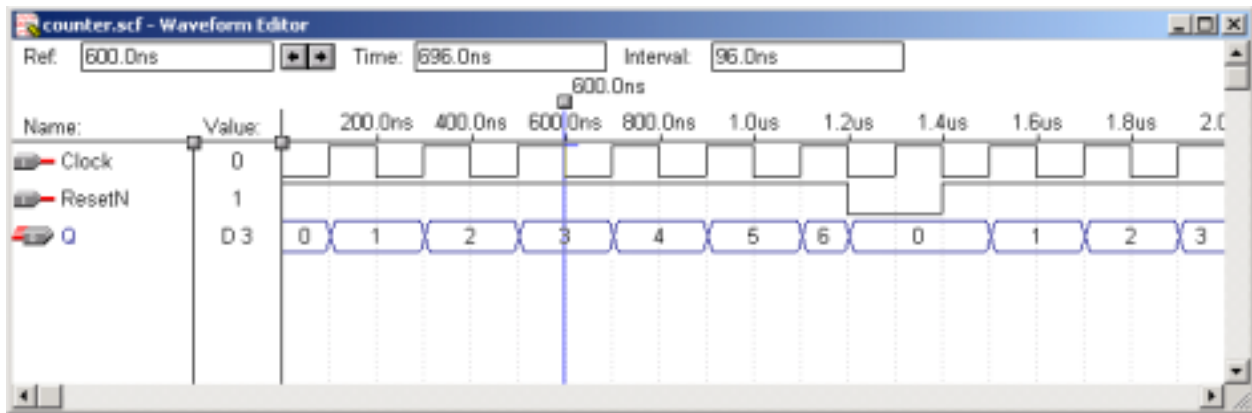 counter.scf - Waveform Editor
Ref: 600.0ns Time: 696.0ns Interval: 96.0ns
600.0ns
Name: Value: 200.0ns 400.0ns 600.0ns 800.0ns 1.0us 1.2us 1.4us 1.6us 1.8us 2.0
Clock 0
ResetN 1
Q D 3 0 1 2 3 4 5 6 0 1 2 3